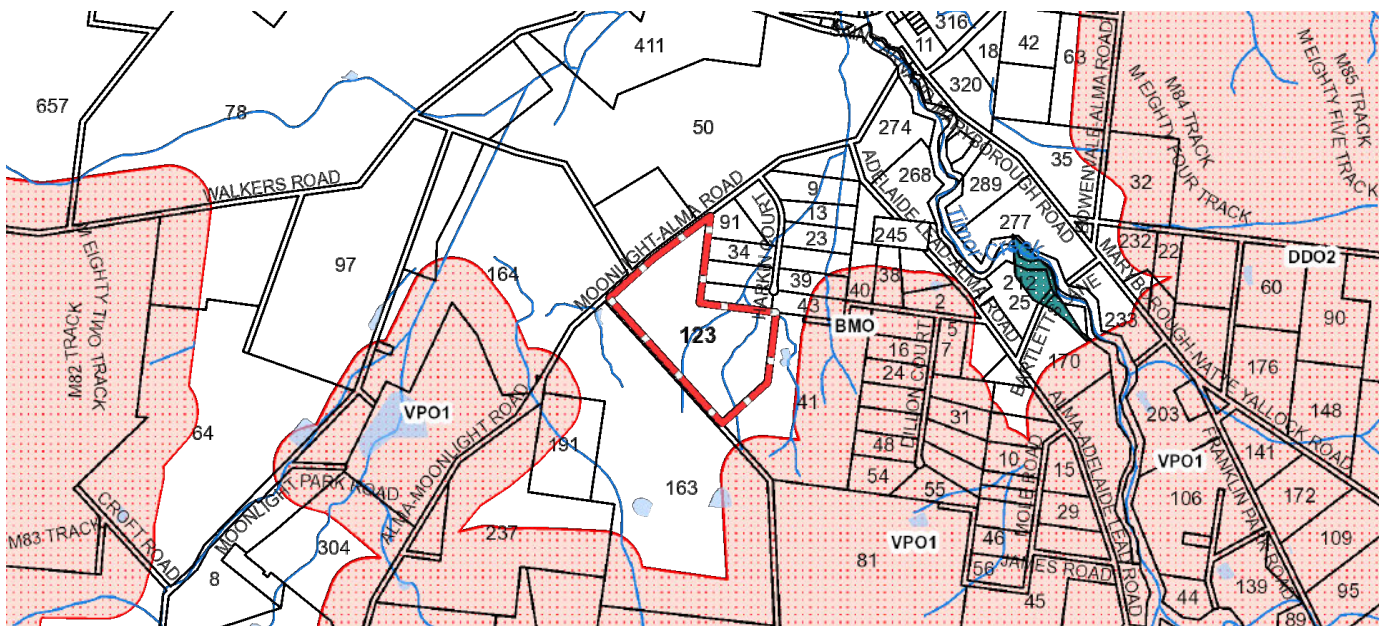 316
411
11
18
42
63
657
78
50
320
274
MARYBOROUGH ROAD
BOWENVALE-ALMA ROAD
M85 TRACK
M EIGHTY FIVE TRACK
M84 TRACK
M EIGHTY FOUR TRACK
35
32
268
289
WALKERS ROAD
MOONLIGHT-ALMA ROAD
ADELAIDE LEAD-ALMA ROAD
9
13
23
91
34
HARKIN COURT
245
277
Timor Creek
232
22
DDO2
M EIGHTY TWO TRACK
M82 TRACK
97
164
39
38
40
43
2
212
25
60
90
123
BMO
5
7
16
24
DILLION COURT
233
170
MARYBOROUGH NATTE YALLOCK ROAD
176
148
VPO1
41
31
203
64
191
48
54
55
10
15
VPO1
141
172
MOONLIGHT PARK ROAD
ALMA-MOONLIGHT ROAD
163
MOLE ROAD
ALMA-ADELAIDE LEAD ROAD
106
FRANKLIN PARK ROAD
CROFT ROAD
M83 TRACK
237
304
8
81
VPO1
29
46
56
JAMES ROAD
45
44
139
109
95
89